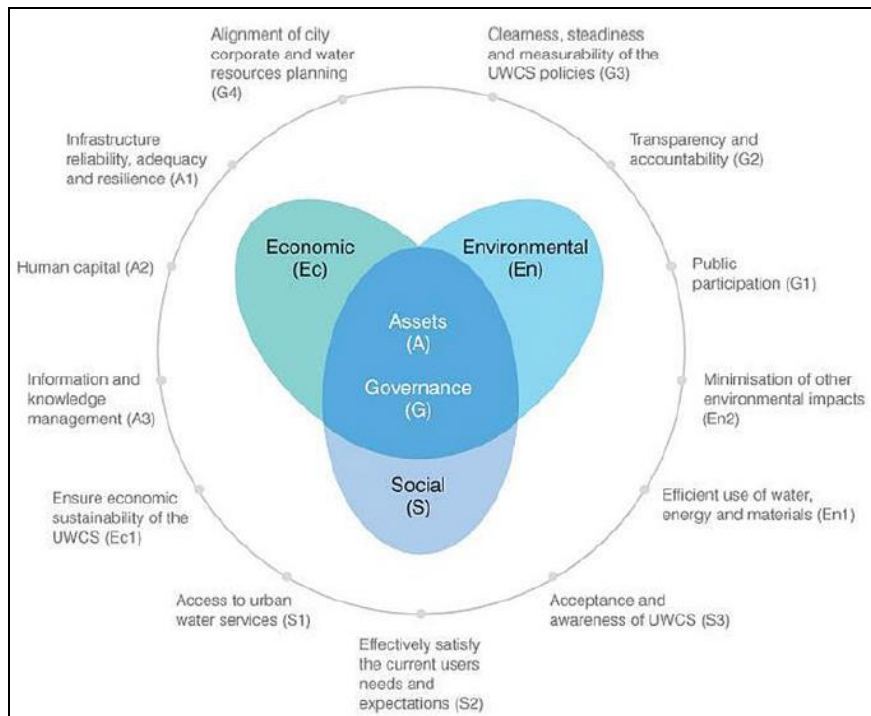 Alignment of city
corporate and water
resources planning
(G4)
Clearness, steadiness
and measurability of the
UWCS policies (G3)
Infrastructure
reliability, adequacy
and resilience (A1)
Transparency and
accountability (G2)
Economic
(Ec)
Environmental
(En)
Human capital (A2)
Public
participation (G1)
Assets
(A)
Governance
(G)
Information and
knowledge
management (A3)
Minimisation of other
environmental impacts
(En2)
Social
(S)
Ensure economic
sustainability of the
UWCS (Ec1)
Efficient use of water,
energy and materials (En1)
Access to urban
water services (S1)
Effectively satisfy
the current users
needs and
expectations (S2)
Acceptance and
awareness of UWCS (S3)